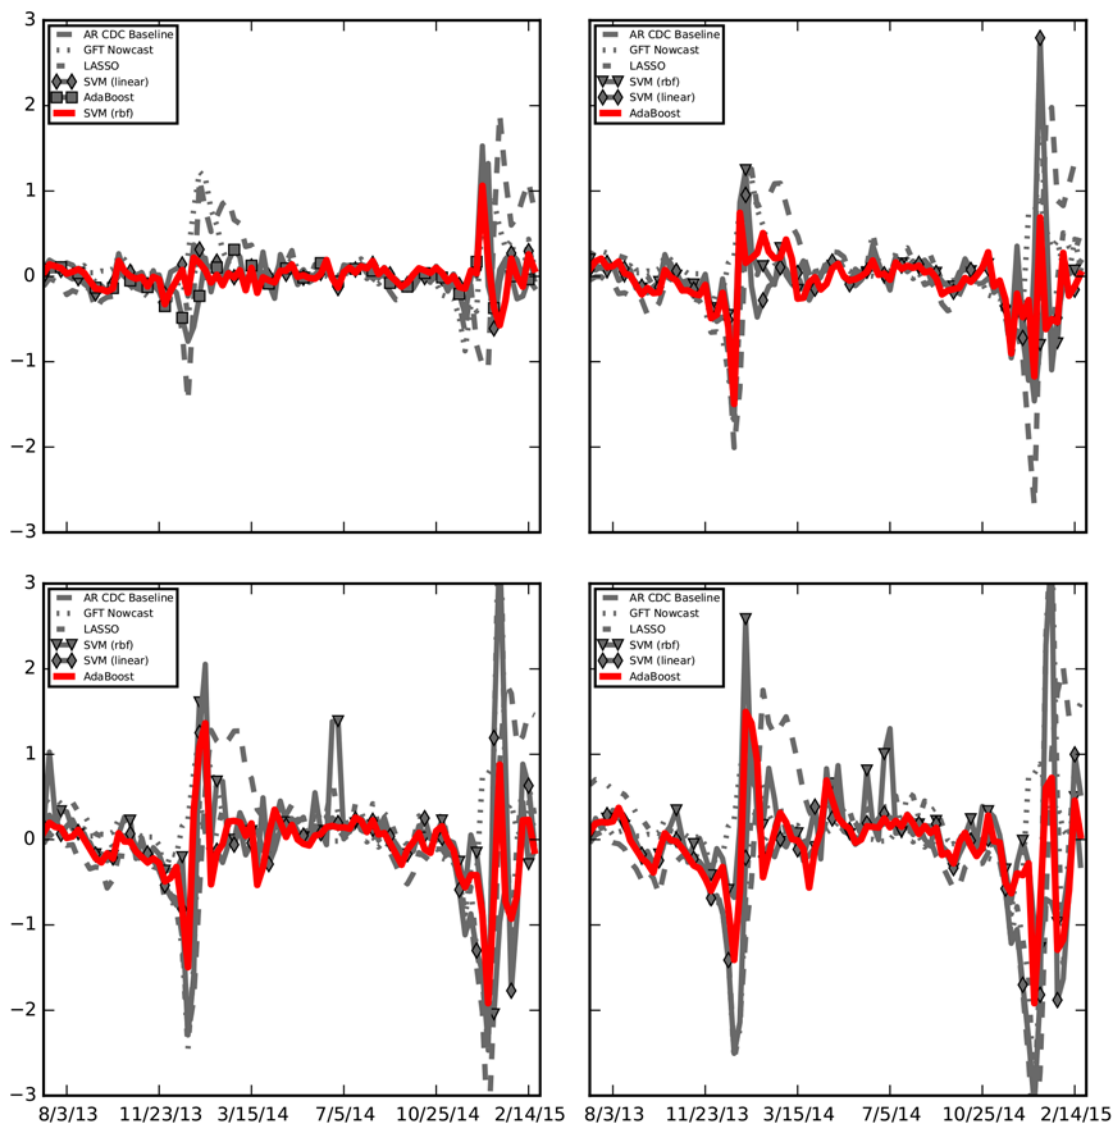 3
2
1
0
−1
−2
−3
AR CDC Baseline
GFT Nowcast
LASSO
SVM (linear)
AdaBoost
SVM (rbf)
AR CDC Baseline
GFT Nowcast
LASSO
SVM (rbf)
SVM (linear)
AdaBoost
3
2
1
0
−1
−2
−3
AR CDC Baseline
GFT Nowcast
LASSO
SVM (rbf)
SVM (linear)
AdaBoost
8/3/13 11/23/13 3/15/14 7/5/14 10/25/14 2/14/15
AR CDC Baseline
GFT Nowcast
LASSO
SVM (rbf)
SVM (linear)
AdaBoost
8/3/13 11/23/13 3/15/14 7/5/14 10/25/14 2/14/15